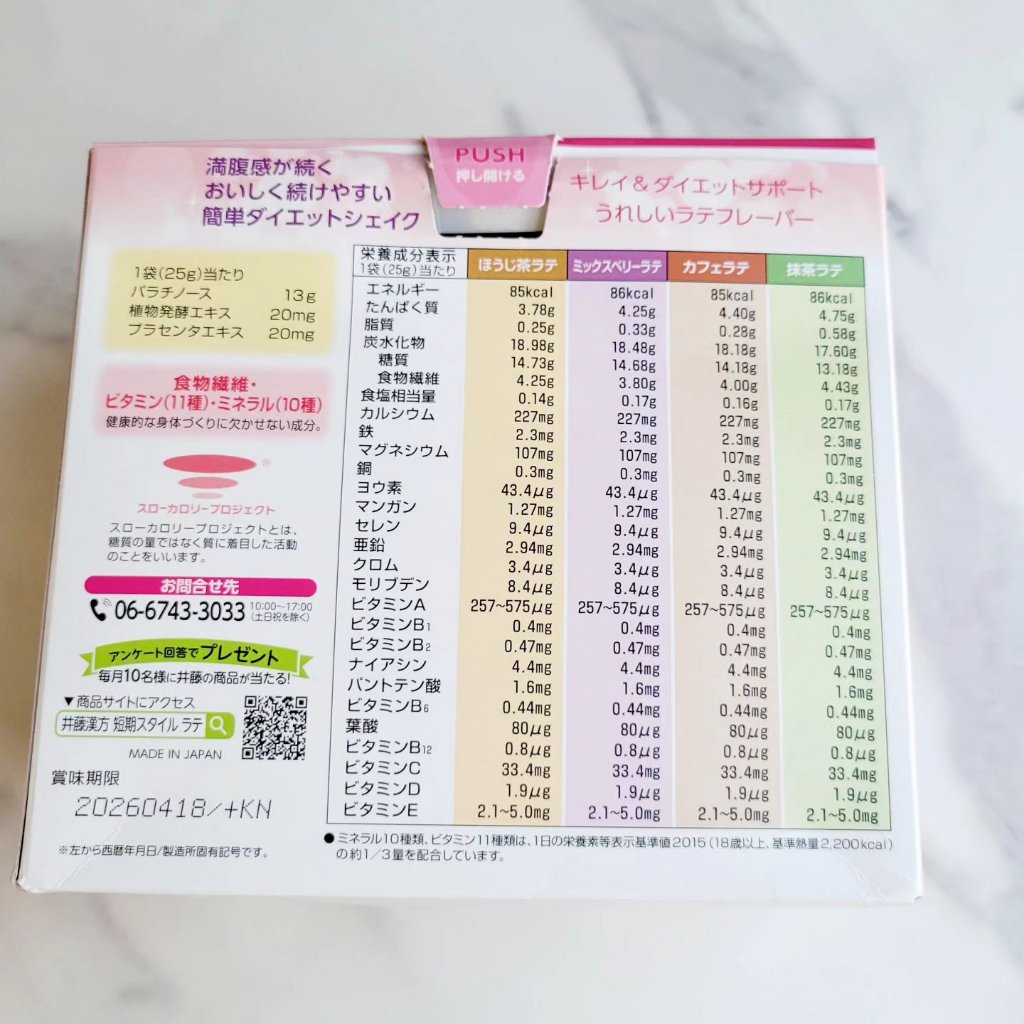 満腹感が続く
おいしく続けやすい
簡単ダイエットシェイク
PUSH
押し開ける
キレイ&ダイエットサポート
うれしいラテフレーバー
1袋(25g)当たり
パラチノース 13g
植物発酵エキス 20mg
プラセンタエキス 20mg
食物繊維・
ビタミン(11種)・ミネラル(10種)
健康的な身体づくりに欠かせない成分。
®
スローカロリープロジェクト
スローカロリープロジェクトとは、
糖質の量ではなく質に着目した活動
のことをいいます。
お問合せ先
06-6743-3033 10:00〜17:00
(土日祝を除く)
アンケート回答でプレゼント
毎月10名様に井藤の商品が当たる!
▼商品サイトにアクセス
井藤漢方 短期スタイル ラテ
MADE IN JAPAN
賞味期限
20260418/+KN
※左から西暦年月日/製造所固有記号です。
栄養成分表示
1袋(25g)当たり ほうじ茶ラテ ミックスベリーラテ カフェラテ 抹茶ラテ
エネルギー 85kcal 86kcal 85kcal 86kcal
たんぱく質 3.78g 4.25g 4.40g 4.75g
脂質 0.25g 0.33g 0.28g 0.58g
炭水化物 18.98g 18.48g 18.18g 17.60g
糖質 14.73g 14.68g 14.18g 13.18g
食物繊維 4.25g 3.80g 4.00g 4.43g
食塩相当量 0.14g 0.17g 0.16g 0.17g
カルシウム 227mg 227mg 227mg 227mg
鉄 2.3mg 2.3mg 2.3mg 2.3mg
マグネシウム 107mg 107mg 107mg 107mg
銅 0.3mg 0.3mg 0.3mg 0.3mg
ヨウ素 43.4μg 43.4μg 43.4μg 43.4μg
マンガン 1.27mg 1.27mg 1.27mg 1.27mg
セレン 9.4μg 9.4μg 9.4μg 9.4μg
亜鉛 2.94mg 2.94mg 2.94mg 2.94mg
クロム 3.4μg 3.4μg 3.4μg 3.4μg
モリブデン 8.4μg 8.4μg 8.4μg 8.4μg
ビタミンA 257~575μg 257~575μg 257~575μg 257~575μg
ビタミンB1 0.4mg 0.4mg 0.4mg 0.4mg
ビタミンB2 0.47mg 0.47mg 0.47mg 0.47mg
ナイアシン 4.4mg 4.4mg 4.4mg 4.4mg
パントテン酸 1.6mg 1.6mg 1.6mg 1.6mg
ビタミンB6 0.44mg 0.44mg 0.44mg 0.44mg
葉酸 80μg 80μg 80μg 80μg
ビタミンB12 0.8μg 0.8μg 0.8μg 0.8μg
ビタミンC 33.4mg 33.4mg 33.4mg 33.4mg
ビタミンD 1.9μg 1.9μg 1.9μg 1.9μg
ビタミンE 2.1~5.0mg 2.1~5.0mg 2.1~5.0mg 2.1~5.0mg
●ミネラル10種類、ビタミン11種類は、1日の栄養素等表示基準値2015(18歳以上、基準熱量2,200kcal)
の約1/3量を配合しています。